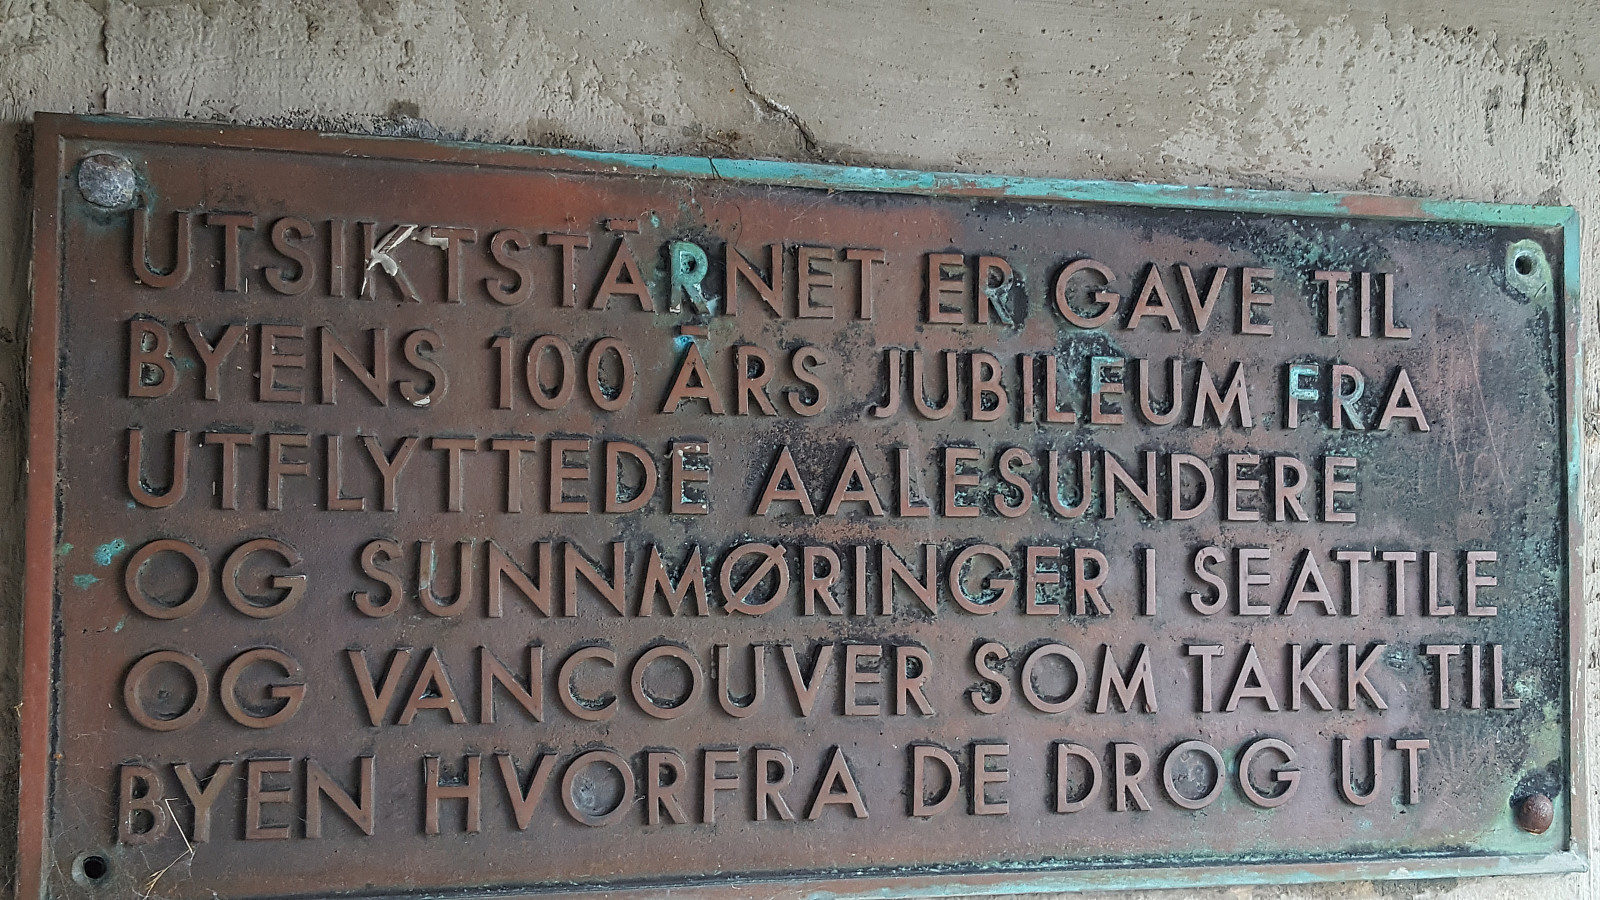 UTSIKTSTÅRNET ER GAVE TIL
BYENS 100 ÅRS JUBILEUM FRA
UTFLYTTEDE AALESUNDERE
OG SUNNMØRINGER I SEATTLE
OG VANCOUVER SOM TAKK TIL
BYEN HVORFRA DE DROG UT